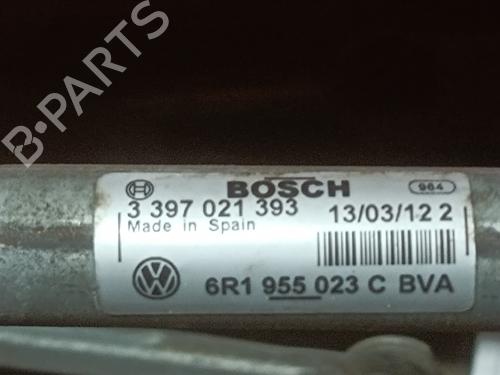 B-PARTS
BOSCH 964
3 397 021 393 13/03/12 2
Made in Spain
6R1 955 023 C BVA